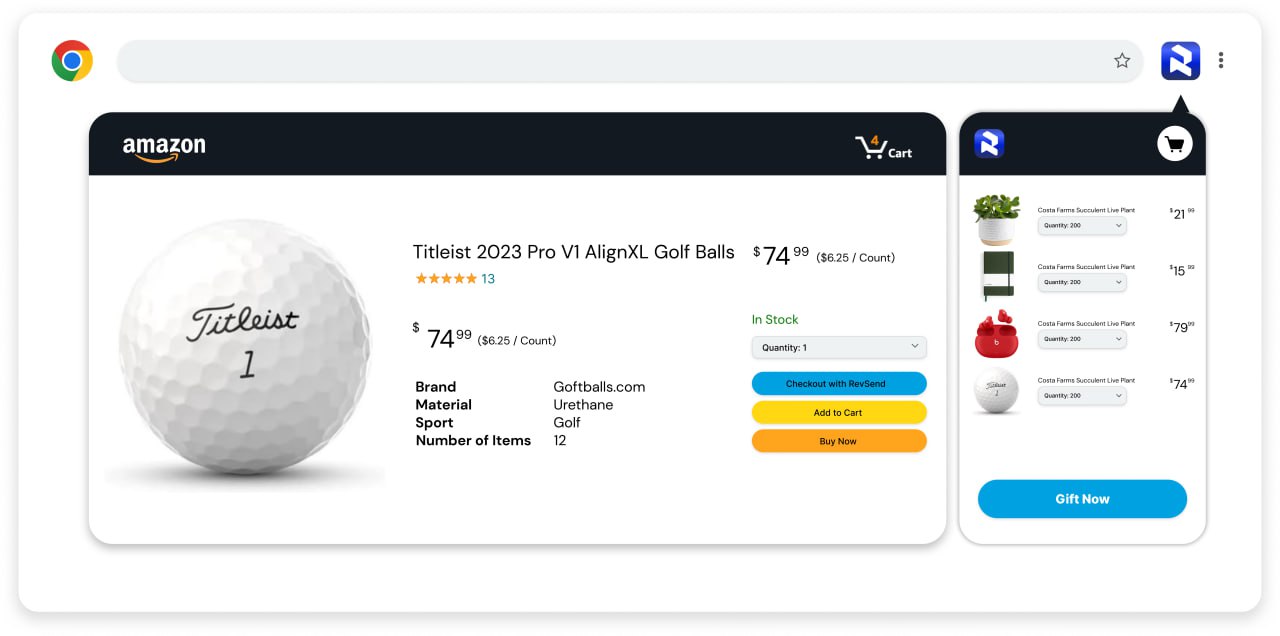 amazon
4
Cart
Titleist
1
Titleist 2023 Pro V1 AlignXL Golf Balls
13
$ 74 99 ($6.25 / Count)
Brand Goftballs.com
Material Urethane
Sport Golf
Number of Items 12
$ 74 99 ($6.25 / Count)
In Stock
Quantity: 1
Checkout with RevSend
Add to Cart
Buy Now
Costa Farms Succulent Live Plant
Quantity: 200
$ 21 99
Costa Farms Succulent Live Plant
Quantity: 200
$ 15 99
Costa Farms Succulent Live Plant
Quantity: 200
$ 79 99
b
Titleist
1
Costa Farms Succulent Live Plant
Quantity: 200
$ 74 99
Gift Now